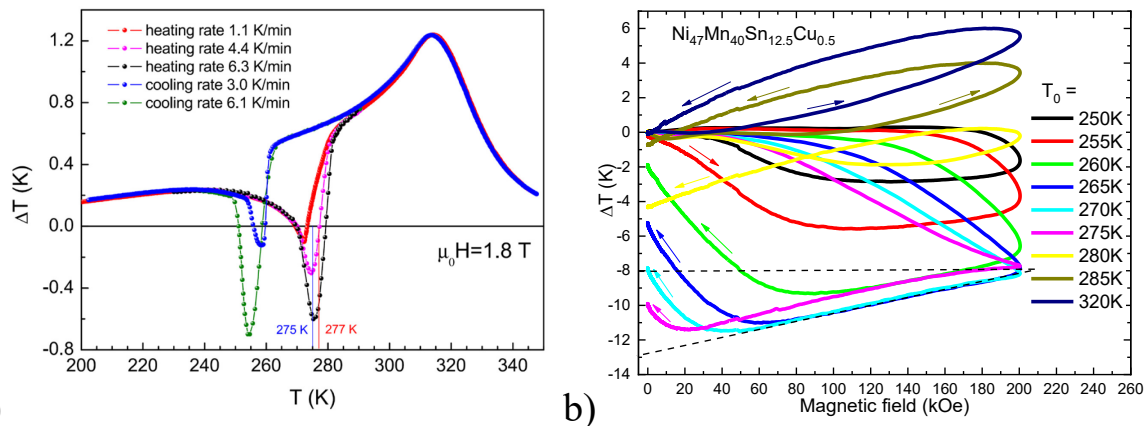 heating rate 1.1 K/min
heating rate 4.4 K/min
heating rate 6.3 K/min
cooling rate 3.0 K/min
cooling rate 6.1 K/min
1.2
0.8
0.4
0.0
-0.4
-0.8
ΔT (K)
μ₀H=1.8 T
275 K
277 K
200 220 240 260 280 300 320 340
T (K)
b)
Ni₄₇Mn₄₀Sn₁₂.₅Cu₀.₅
6
4
2
0
-2
-4
-6
-8
-10
-12
-14
ΔT (K)
T₀ =
250K
255K
260K
265K
270K
275K
280K
285K
320K
0 20 40 60 80 100 120 140 160 180 200 220
Magnetic field (kOe)